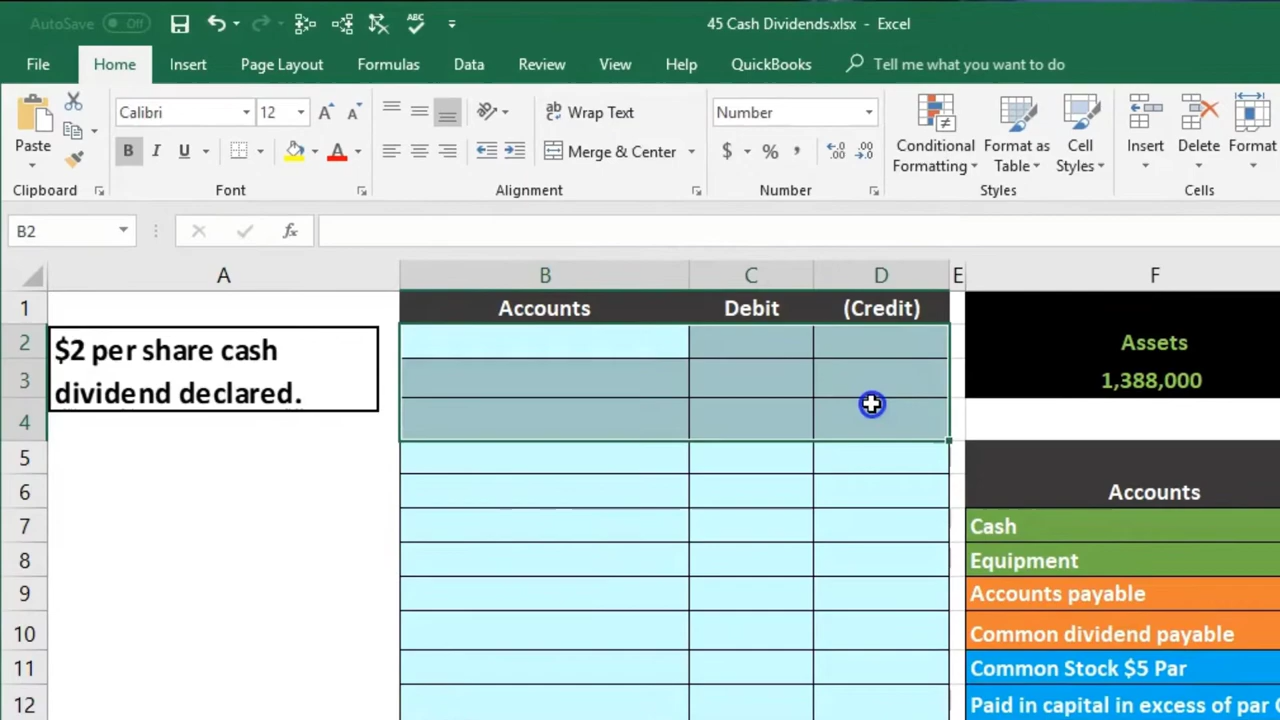 AutoSave Off
45 Cash Dividends.xlsx - Excel
File Home Insert Page Layout Formulas Data Review View Help QuickBooks Tell me what you want to do
Calibri 12 A A ab Wrap Text Number
Paste B I U A Merge & Center $ % , .00 .0 Conditional Formatting Format as Table Cell Styles Insert Delete Format
Clipboard Font Alignment Number Styles Cells
B2 fx
A B C D E F
1 Accounts Debit (Credit)
2 $2 per share cash Assets
3 dividend declared. 1,388,000
4
5
6 Accounts
7 Cash
8 Equipment
9 Accounts payable
10 Common dividend payable
11 Common Stock $5 Par
12 Paid in capital in excess of par